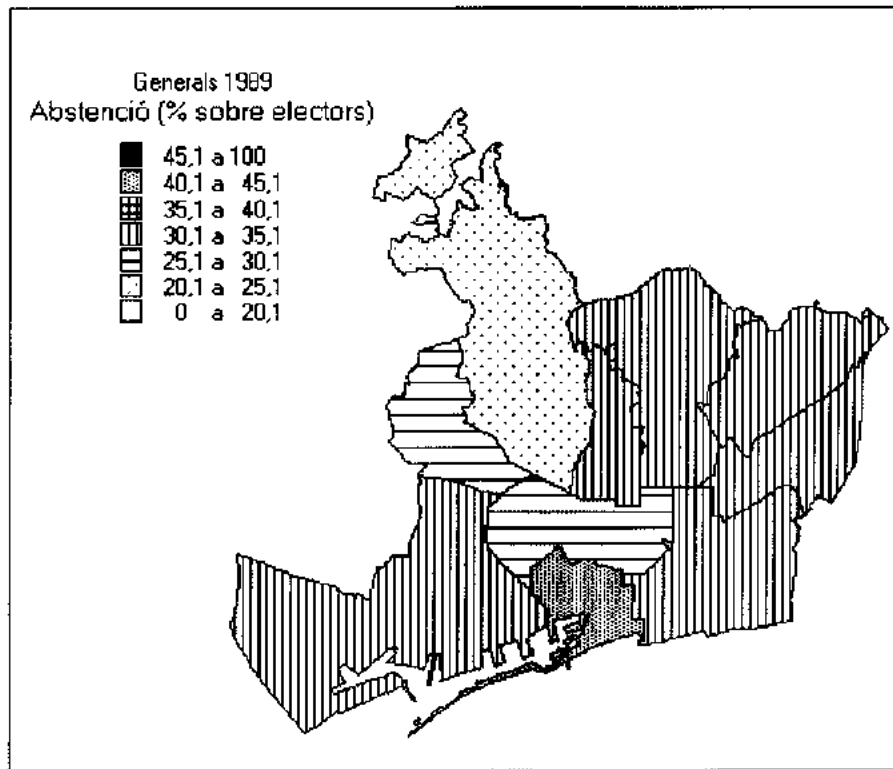 Generals 1989
Abstenció (% sobre electors)
45,1 a 100
40,1 a 45,1
35,1 a 40,1
30,1 a 35,1
25,1 a 30,1
20,1 a 25,1
0 a 20,1